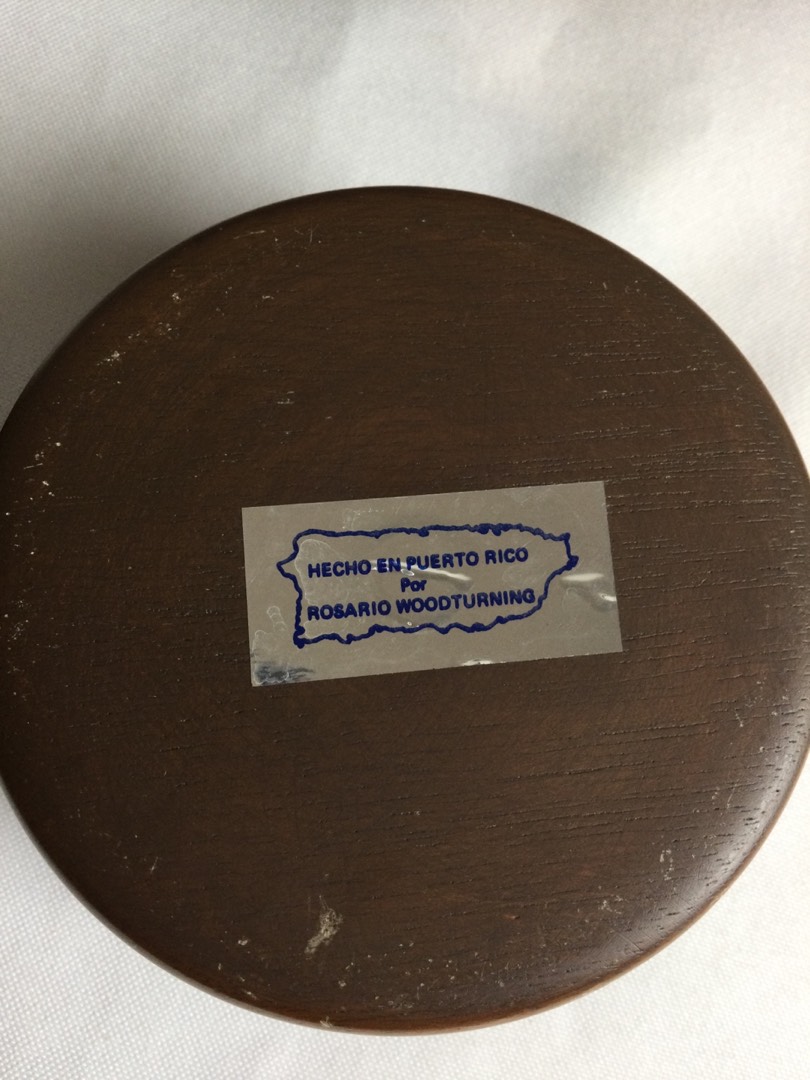 HECHO EN PUERTO RICO
Por
ROSARIO WOODTURNING